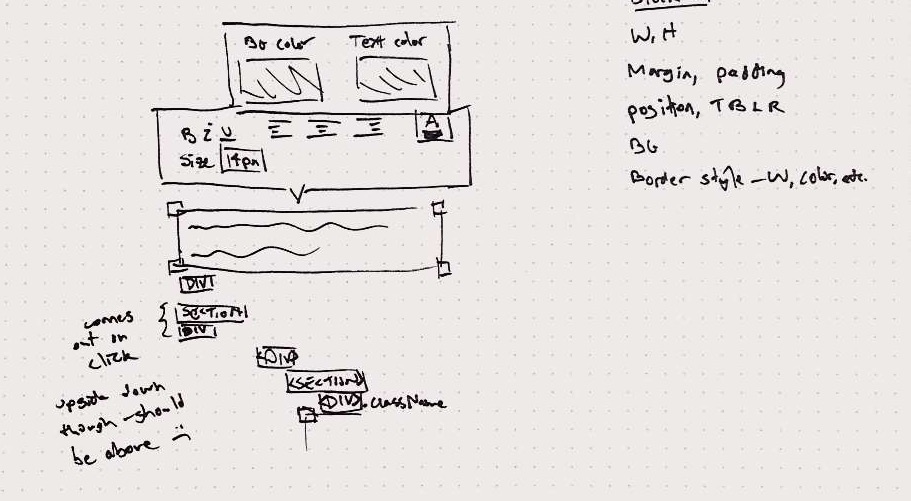 BG color Text color
B i U A
Size 14px
DIV
SECTION
DIV
comes
out on
click
<DIV>
<SECTION>
<DIV>.className
upside down
though - should
be above :(
W, H
Margin, padding
position, TBLR
BG
Border style - W, color, etc.